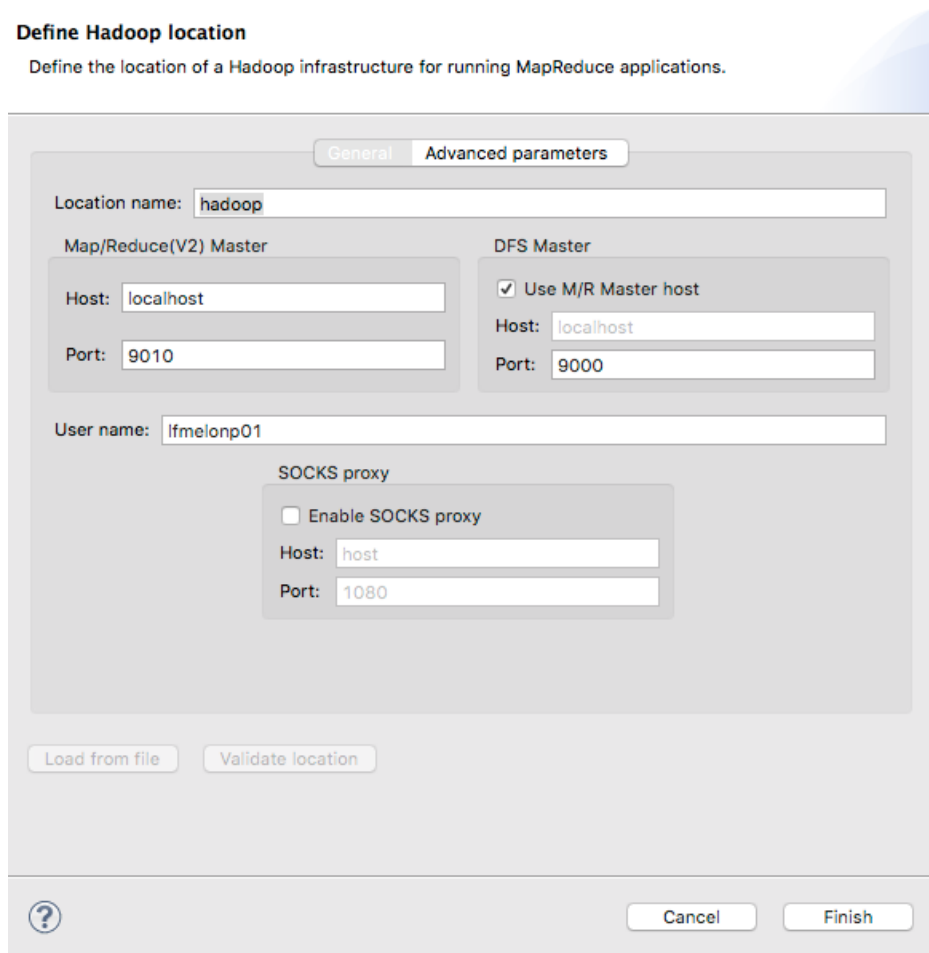 Define Hadoop location
Define the location of a Hadoop infrastructure for running MapReduce applications.
General Advanced parameters
Location name: hadoop
Map/Reduce(V2) Master
Host: localhost
Port: 9010
DFS Master
Use M/R Master host
Host: localhost
Port: 9000
User name: lfmelonp01
SOCKS proxy
Enable SOCKS proxy
Host: host
Port: 1080
Load from file Validate location
?
Cancel Finish